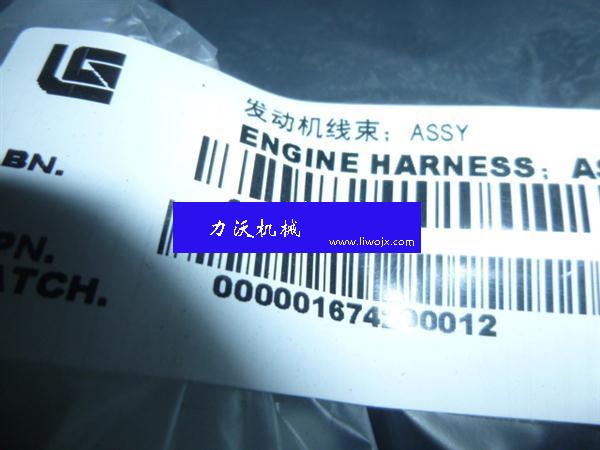 发动机线束；ASSY
ENGINE HARNESS；AS
BN.
力沃机械
www.liwojx.com
PN.
ATCH.